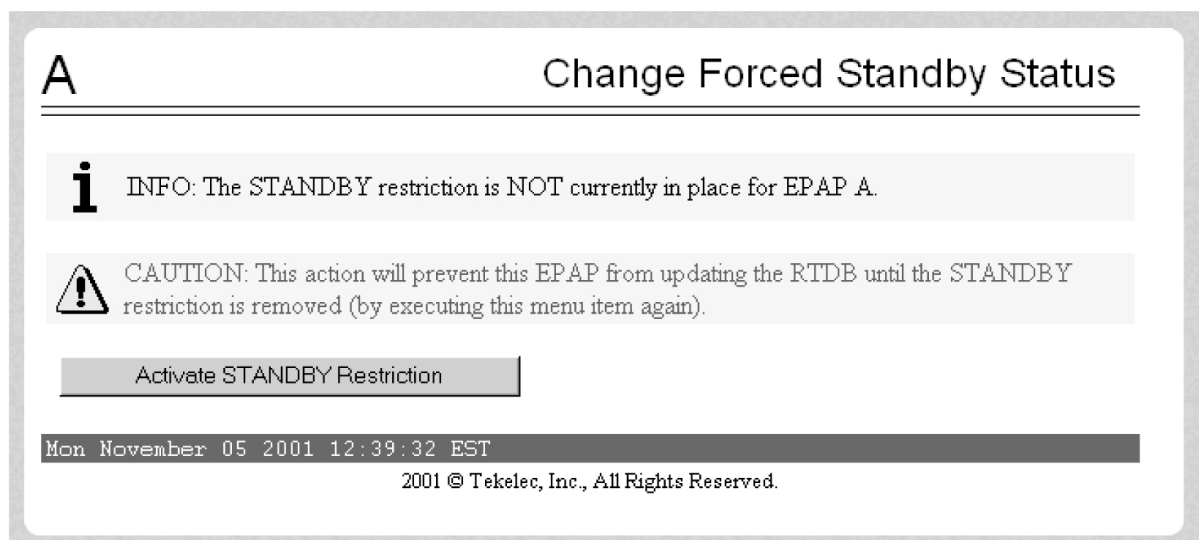 A
Change Forced Standby Status
i
INFO: The STANDBY restriction is NOT currently in place for EPAP A.
CAUTION: This action will prevent this EPAP from updating the RTDB until the STANDBY
restriction is removed (by executing this menu item again).
Activate STANDBY Restriction
Mon November 05 2001 12:39:32 EST
2001 © Tekelec, Inc., All Rights Reserved.